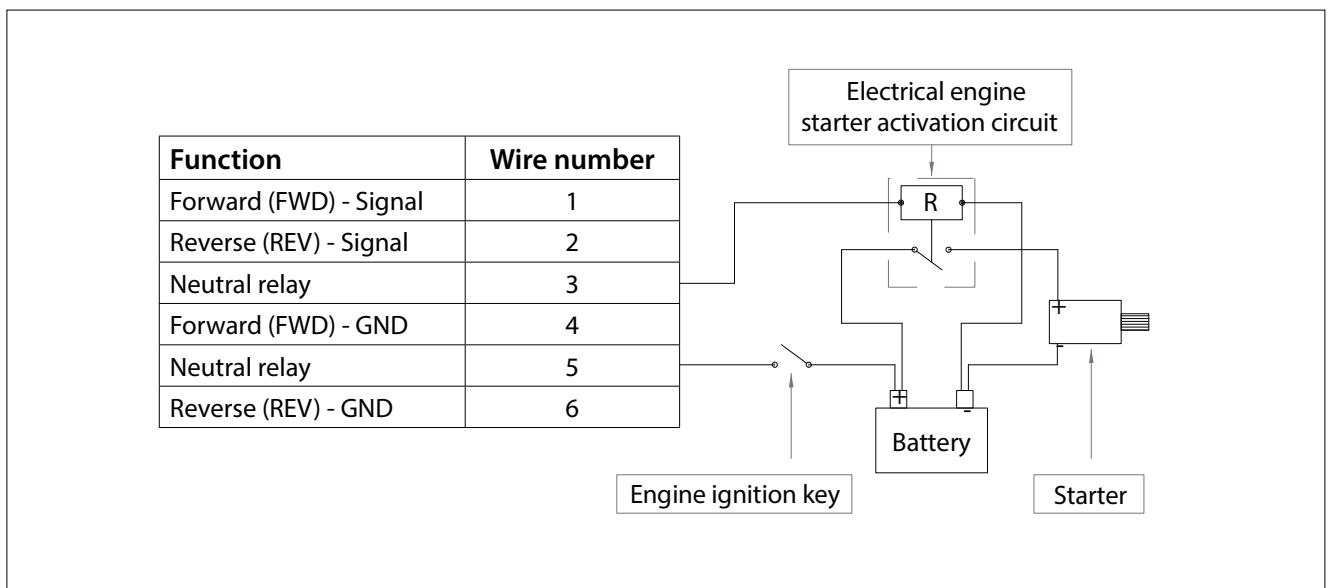 Electrical engine
starter activation circuit
Function Wire number
Forward (FWD) - Signal 1
Reverse (REV) - Signal 2
Neutral relay 3
Forward (FWD) - GND 4
Neutral relay 5
Reverse (REV) - GND 6
R
+
-
+
-
Battery
Engine ignition key
Starter